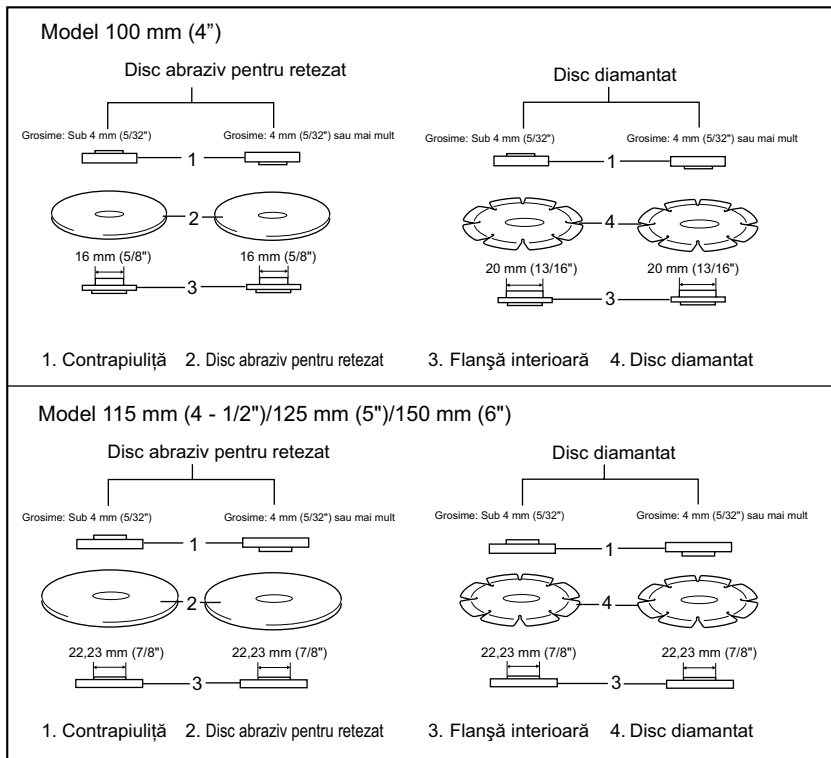 Model 100 mm (4”)
Disc abraziv pentru retezat
Disc diamantat
Grosime: Sub 4 mm (5/32")
Grosime: 4 mm (5/32") sau mai mult
Grosime: Sub 4 mm (5/32")
Grosime: 4 mm (5/32") sau mai mult
1
1
2
4
16 mm (5/8")
16 mm (5/8")
20 mm (13/16")
20 mm (13/16")
3
3
1. Contrapiuliţă 2. Disc abraziv pentru retezat 3. Flanşă interioară 4. Disc diamantat
Model 115 mm (4 - 1/2")/125 mm (5")/150 mm (6")
Disc abraziv pentru retezat
Disc diamantat
Grosime: Sub 4 mm (5/32")
Grosime: 4 mm (5/32") sau mai mult
Grosime: Sub 4 mm (5/32")
Grosime: 4 mm (5/32") sau mai mult
1
1
2
4
22,23 mm (7/8")
22,23 mm (7/8")
22,23 mm (7/8")
22,23 mm (7/8")
3
3
1. Contrapiuliţă 2. Disc abraziv pentru retezat 3. Flanşă interioară 4. Disc diamantat